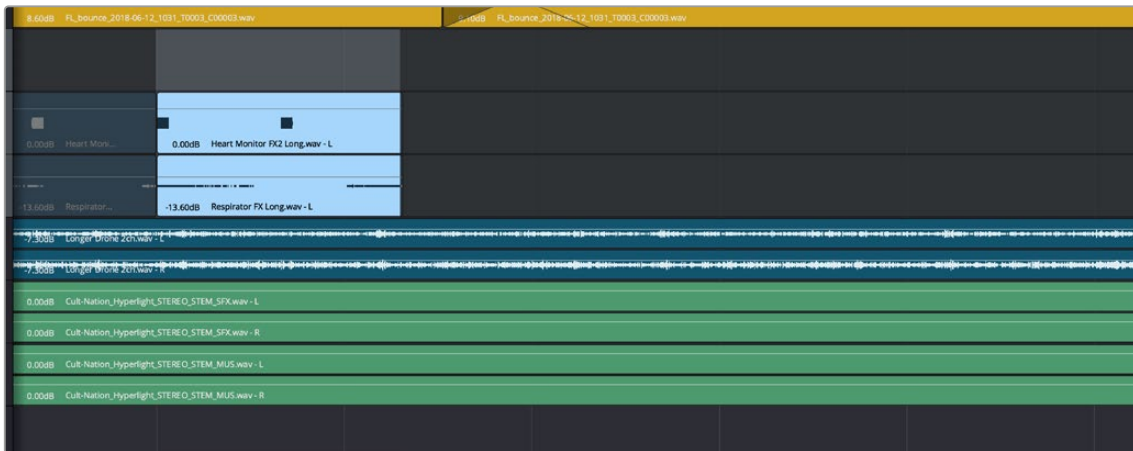 8.60dB FL_bounce_2018-06-12_1031_T0003_C00003.wav
FL_bounce_2018-06-12_1031_T0003_C00003.wav
0.00dB Heart Moni...
0.00dB Heart Monitor FX2 Long.wav - L
-13.60dB Respirator...
-13.60dB Respirator FX Long.wav - L
-7.30dB Longer Drone 2ch.wav - L
-7.30dB Longer Drone 2ch.wav - R
0.00dB Cult-Nation_Hyperlight_STEREO_STEM_SFX.wav - L
0.00dB Cult-Nation_Hyperlight_STEREO_STEM_SFX.wav - R
0.00dB Cult-Nation_Hyperlight_STEREO_STEM_MUS.wav - L
0.00dB Cult-Nation_Hyperlight_STEREO_STEM_MUS.wav - R